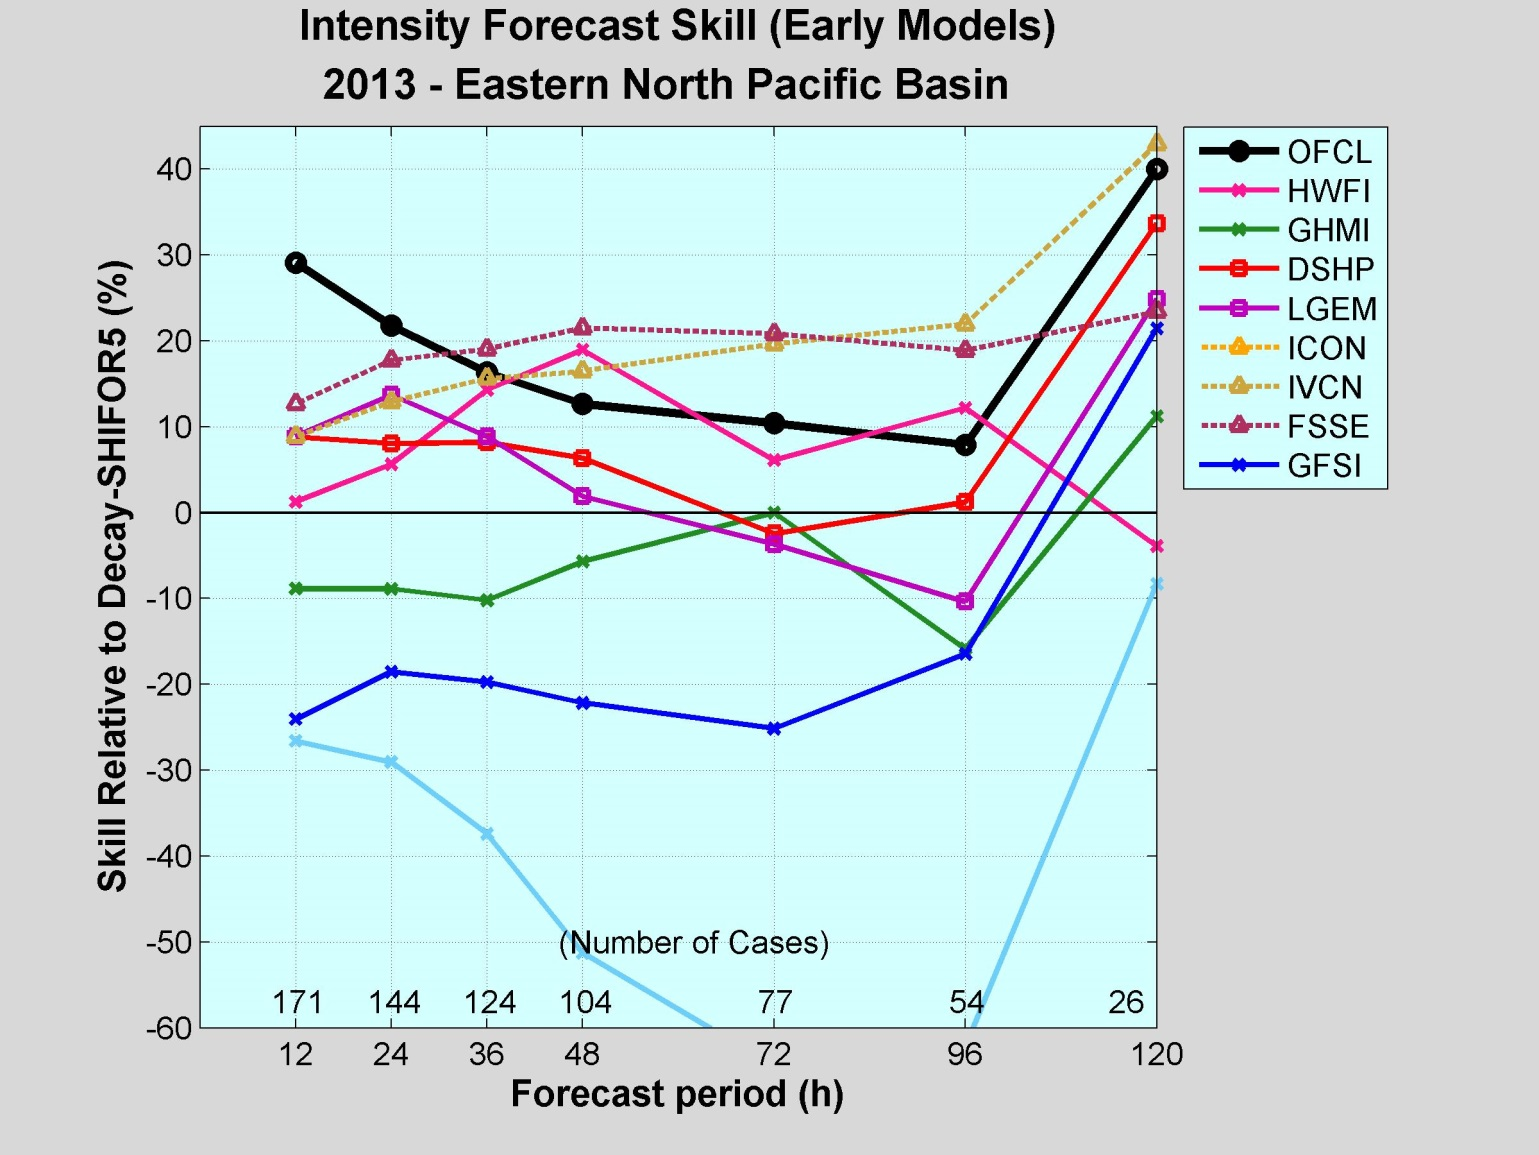 Intensity Forecast Skill (Early Models)
2013 - Eastern North Pacific Basin
Skill Relative to Decay-SHIFOR5 (%)
40
30
20
10
0
-10
-20
-30
-40
-50
-60
(Number of Cases)
171 144 124 104 77 54 26
12 24 36 48 72 96 120
Forecast period (h)
OFCL
HWFI
GHMI
DSHP
LGEM
ICON
IVCN
FSSE
GFSI